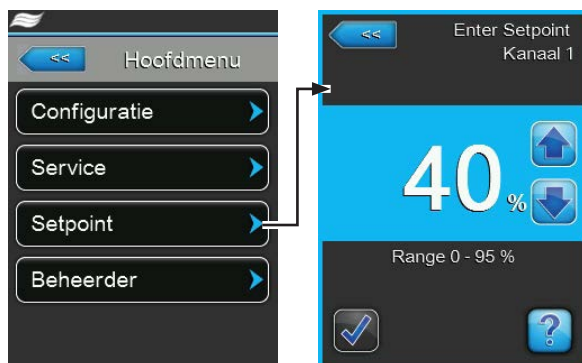 << Hoofdmenu
Configuratie
Service
Setpoint
Beheerder
<< Enter Setpoint
Kanaal 1
40 %
Range 0 - 95 %
?